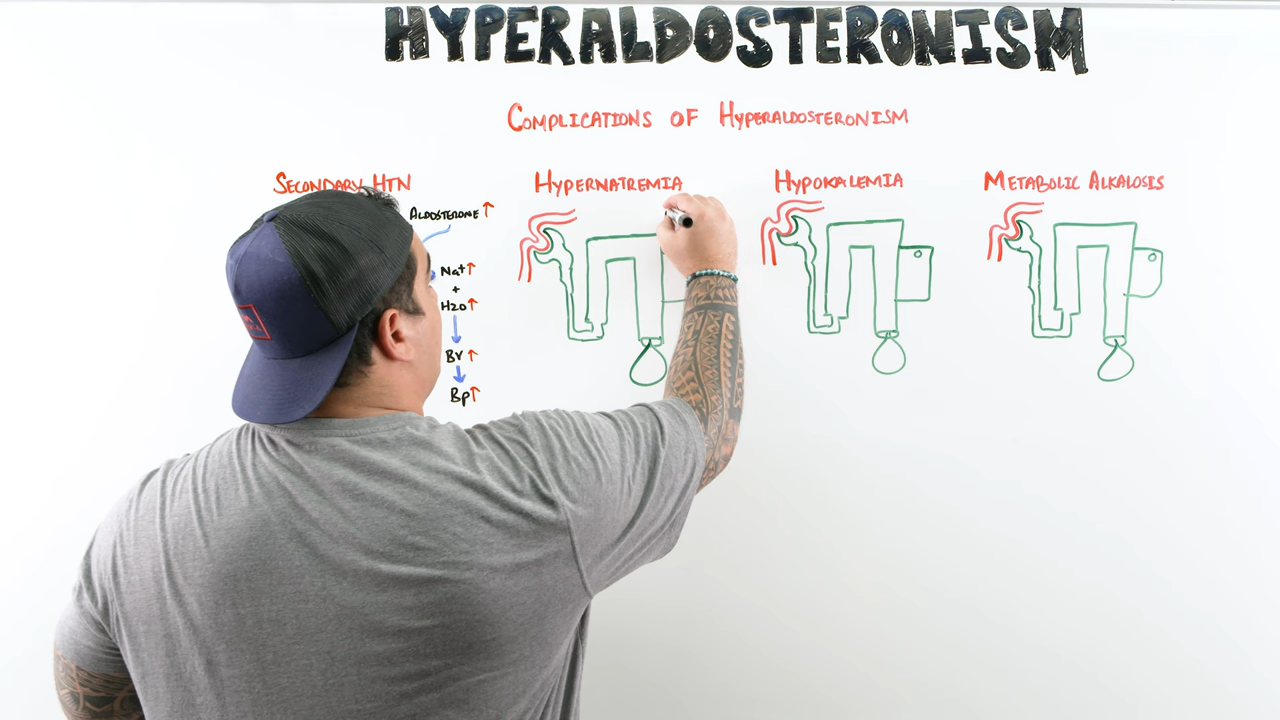 HYPERALDOSTERONISM
COMPLICATIONS OF HYPERALDOSTERONISM
SECONDARY HTN
ALDOSTERONE ↑
Na+ ↑
+
H2O ↑
BV ↑
Bp ↑
HYPERNATREMIA
HYPOKALEMIA
METABOLIC ALKALOSIS